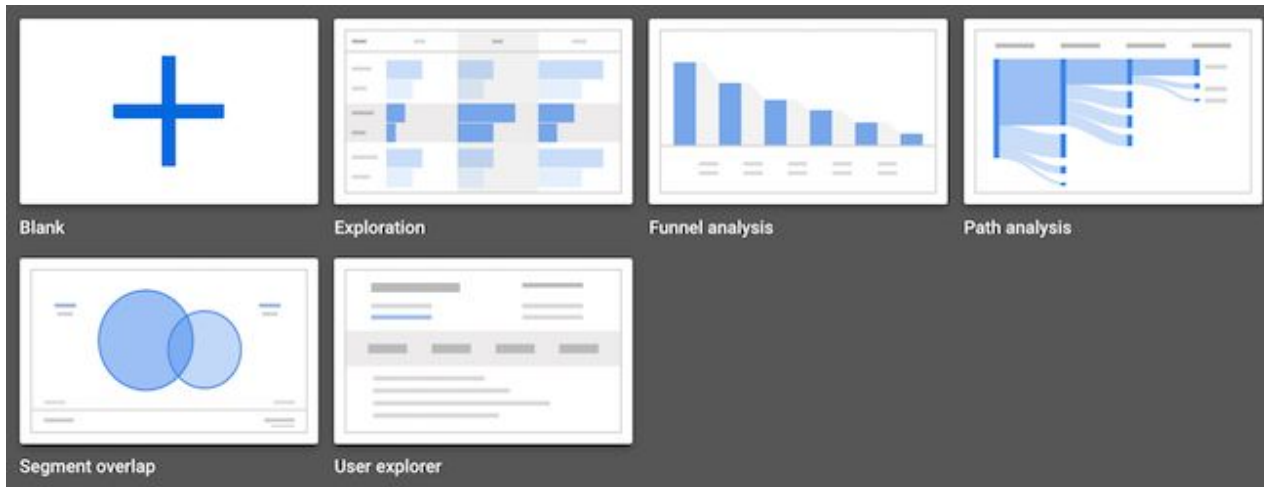 Blank
Exploration
Funnel analysis
Path analysis
Segment overlap
User explorer